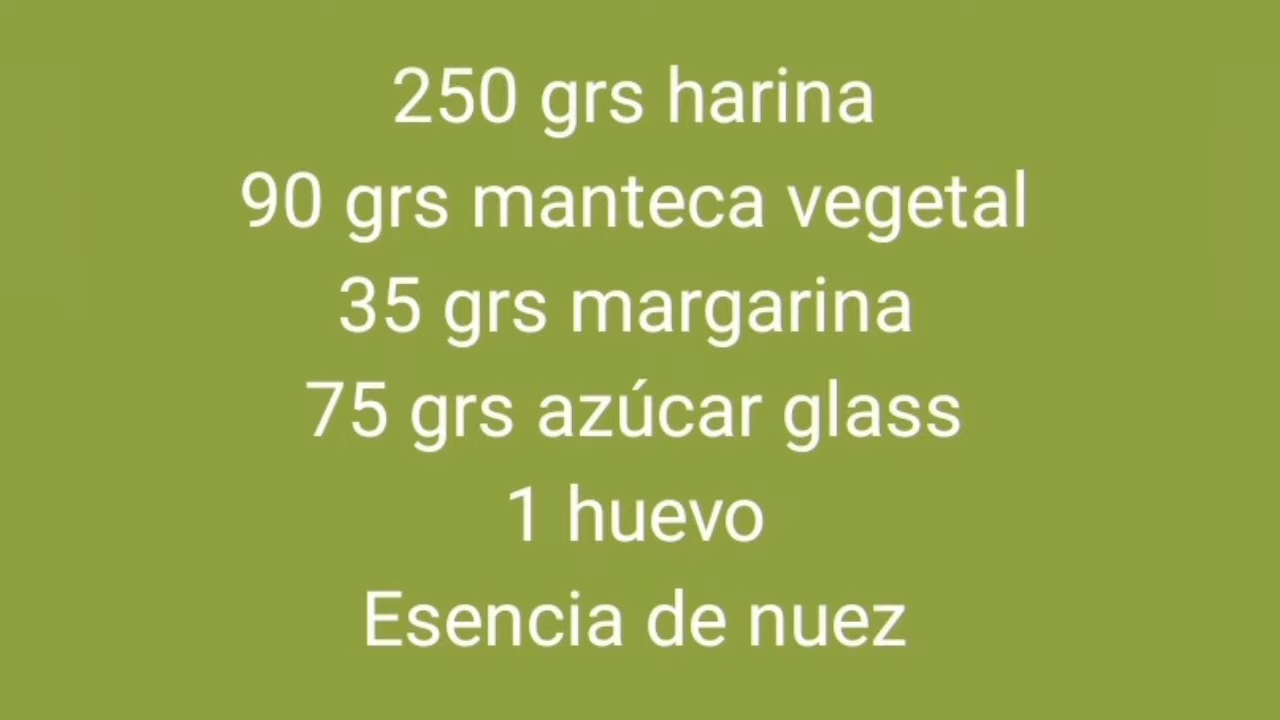 250 grs harina
90 grs manteca vegetal
35 grs margarina
75 grs azúcar glass
1 huevo
Esencia de nuez